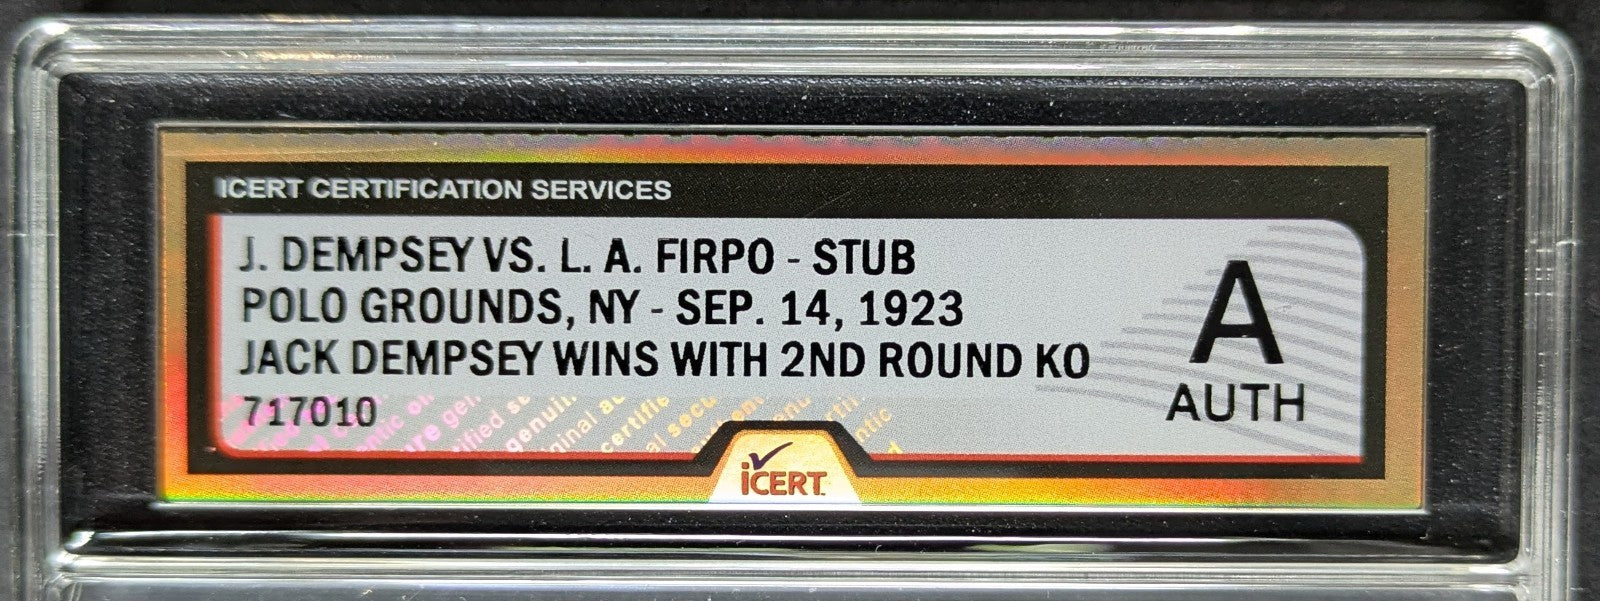 ICERT CERTIFICATION SERVICES
J. DEMPSEY VS. L. A. FIRPO - STUB
POLO GROUNDS, NY - SEP. 14, 1923
JACK DEMPSEY WINS WITH 2ND ROUND KO
717010
A
AUTH
iCERT